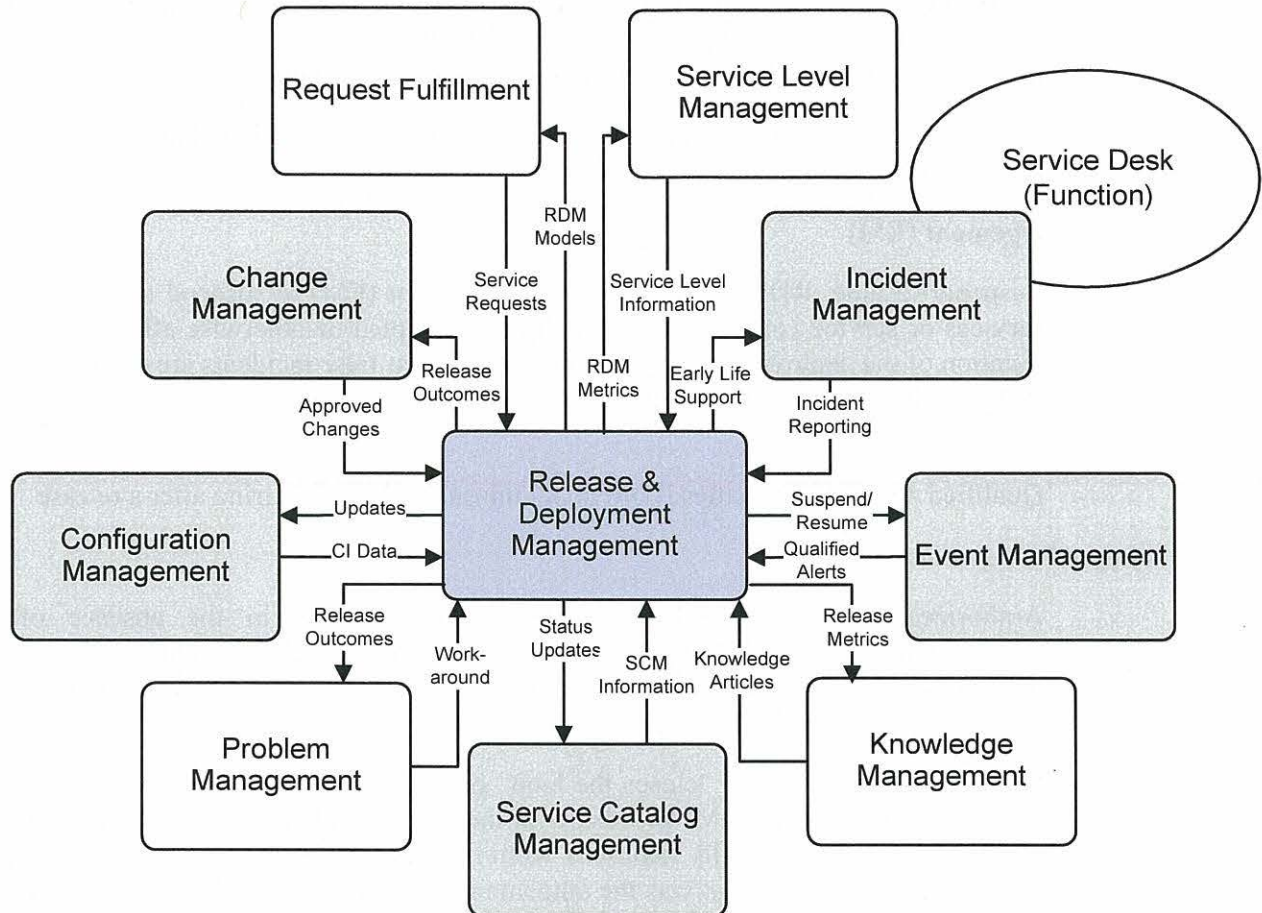 Request Fulfillment
Service Level
Management
Service Desk
(Function)
Change
Management
RDM
Models
Service
Requests
Service Level
Information
Incident
Management
Release
Outcomes
RDM
Metrics
Early Life
Support
Approved
Changes
Incident
Reporting
Release &
Deployment
Management
Configuration
Management
Updates
CI Data
Suspend/
Resume
Qualified
Alerts
Event Management
Release
Outcomes
Work-
around
Status
Updates
SCM
Information
Knowledge
Articles
Release
Metrics
Problem
Management
Service Catalog
Management
Knowledge
Management